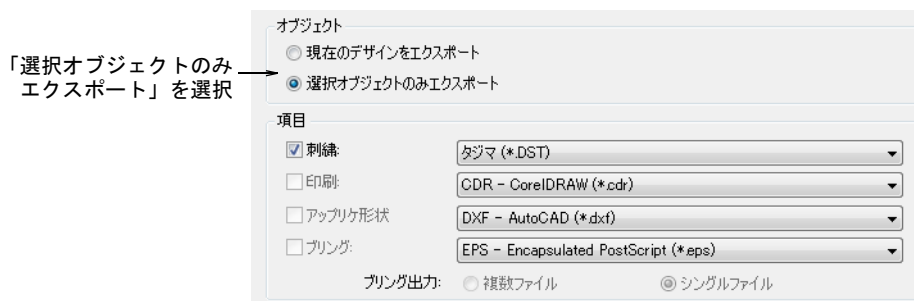 オブジェクト
現在のデザインをエクスポート
「選択オブジェクトのみ
エクスポート」を選択
選択オブジェクトのみエクスポート
項目
刺繍:
タジマ (*.DST)
印刷:
CDR - CorelDRAW (*.cdr)
アップリケ形状
DXF - AutoCAD (*.dxf)
ブリング:
EPS - Encapsulated PostScript (*.eps)
ブリング出力:
複数ファイル
シングルファイル